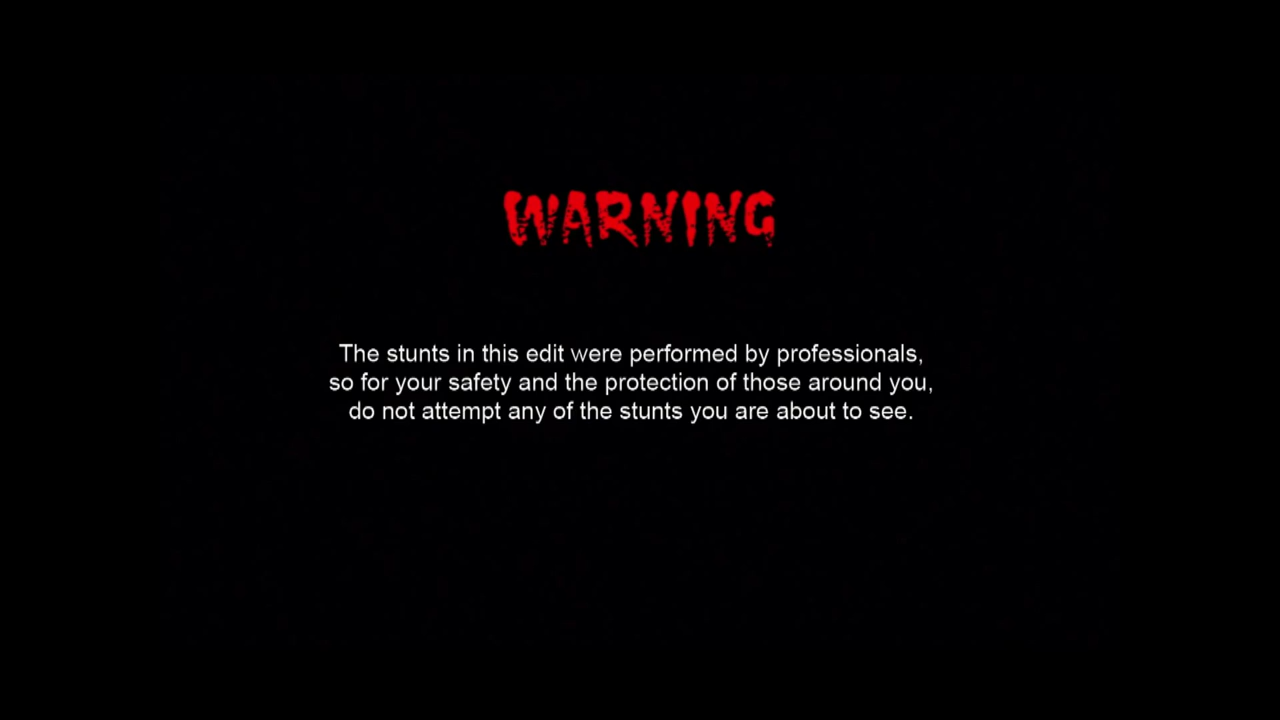 WARNING
The stunts in this edit were performed by professionals,
so for your safety and the protection of those around you,
do not attempt any of the stunts you are about to see.